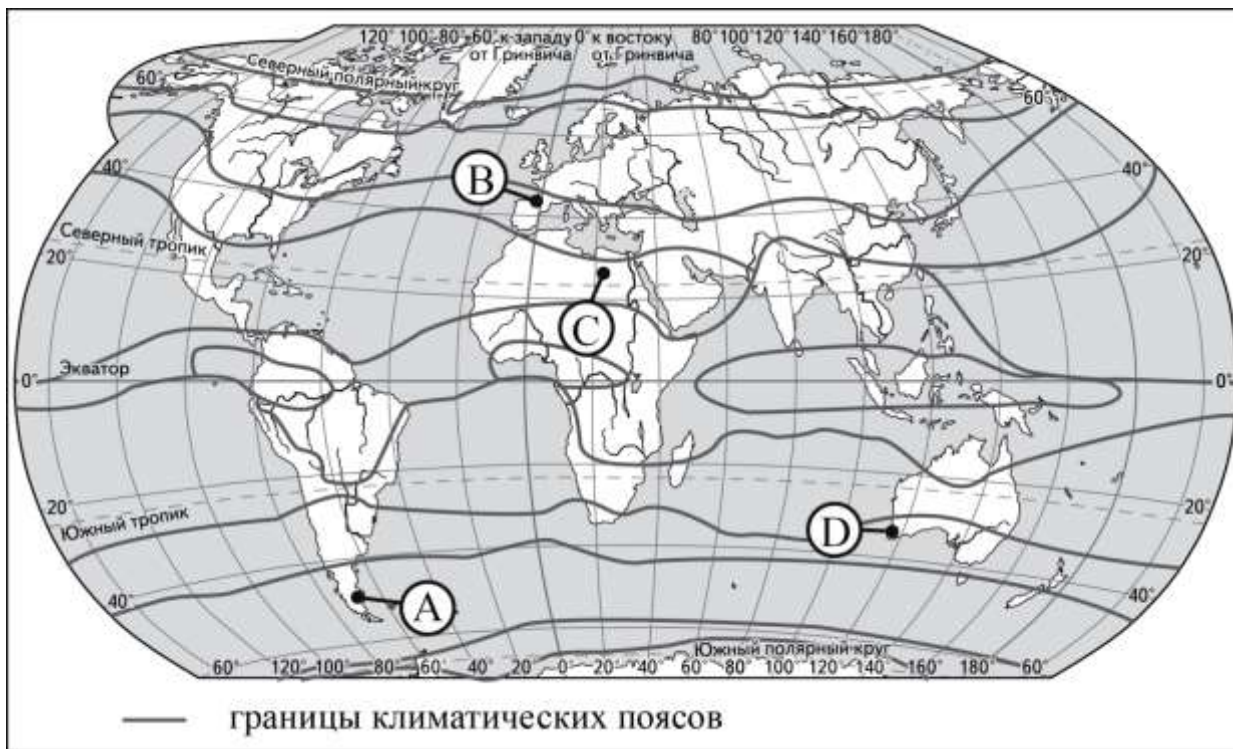 120° 100° 80° 60° к западу 0° к востоку 80° 100° 120° 140° 160° 180°
от Гринвича от Гринвича
Северный полярный круг
60° 60°
40° 40°
B
Северный тропик
20° 20°
C
Экватор
0° 0°
20° 20°
Южный тропик
D
40° 40°
A
Южный полярный круг
60° 120° 100° 80° 60° 40° 20 0 20° 40° 60° 80° 100° 120° 140° 160° 180° 60°
границы климатических поясов